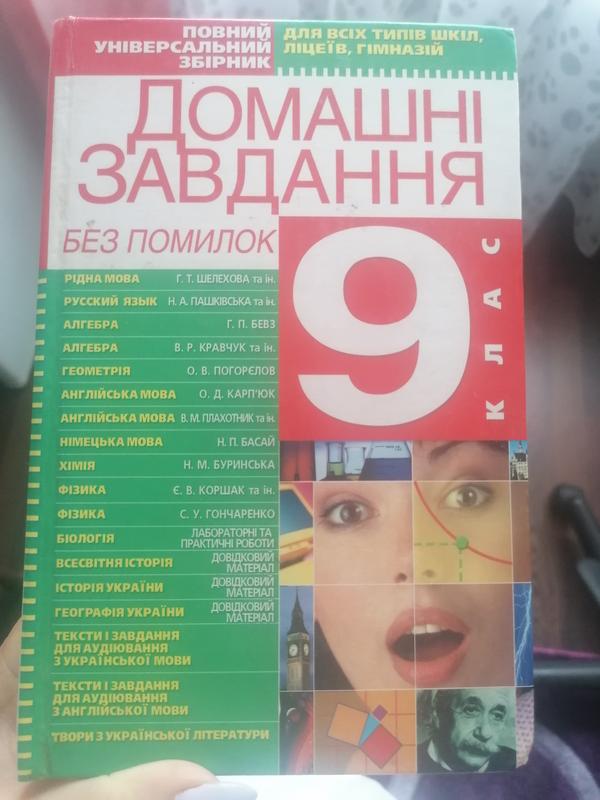 ПОВНИЙ
УНІВЕРСАЛЬНИЙ
ЗБІРНИК
ДЛЯ ВСІХ ТИПІВ ШКІЛ,
ЛІЦЕЇВ, ГІМНАЗІЙ
ДОМАШНІ
ЗАВДАННЯ
БЕЗ ПОМИЛОК
9
КЛАС
РІДНА МОВА Г. Т. ШЕЛЕХОВА та ін.
РУССКИЙ ЯЗЫК Н. А. ПАШКІВСЬКА та ін.
АЛГЕБРА Г. П. БЕВЗ
АЛГЕБРА В. Р. КРАВЧУК та ін.
ГЕОМЕТРІЯ О. В. ПОГОРЄЛОВ
АНГЛІЙСЬКА МОВА О. Д. КАРП'ЮК
АНГЛІЙСЬКА МОВА В. М. ПЛАХОТНИК та ін.
НІМЕЦЬКА МОВА Н. П. БАСАЙ
ХІМІЯ Н. М. БУРИНСЬКА
ФІЗИКА Є. В. КОРШАК та ін.
ФІЗИКА С. У. ГОНЧАРЕНКО
БІОЛОГІЯ ЛАБОРАТОРНІ ТА
ПРАКТИЧНІ РОБОТИ
ВСЕСВІТНЯ ІСТОРІЯ ДОВІДКОВИЙ
МАТЕРІАЛ
ІСТОРІЯ УКРАЇНИ ДОВІДКОВИЙ
МАТЕРІАЛ
ГЕОГРАФІЯ УКРАЇНИ ДОВІДКОВИЙ
МАТЕРІАЛ
ТЕКСТИ І ЗАВДАННЯ
ДЛЯ АУДІЮВАННЯ
З УКРАЇНСЬКОЇ МОВИ
ТЕКСТИ І ЗАВДАННЯ
ДЛЯ АУДІЮВАННЯ
З АНГЛІЙСЬКОЇ МОВИ
ТВОРИ З УКРАЇНСЬКОЇ ЛІТЕРАТУРИ